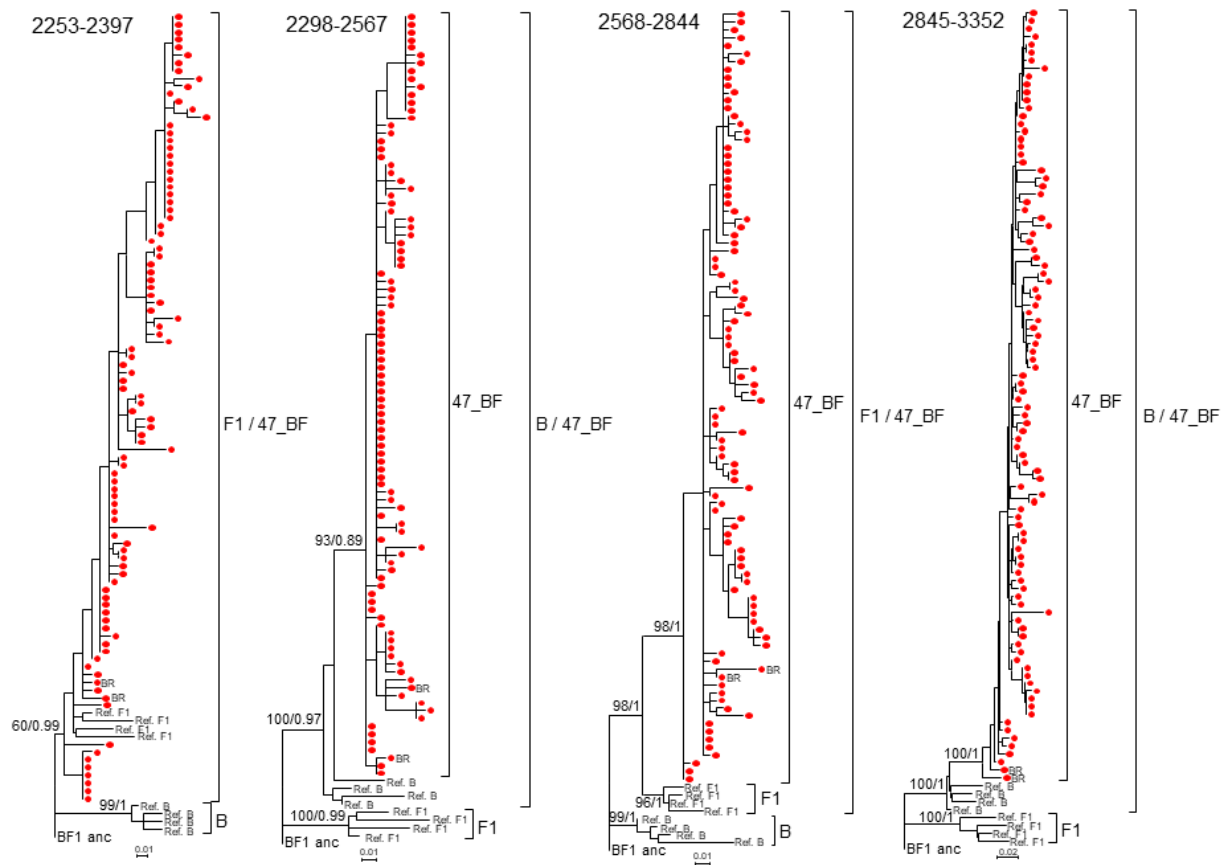 2253-2397
60/0.99
99/1
BR
BR
Ref. F1
Ref. F1
Ref. F1
Ref. F1
Ref. B
Ref. B
Ref. B
Ref. B
B
BF1 anc
0.01
F1 / 47_BF
2298-2567
93/0.89
100/0.97
100/0.99
BR
BR
Ref. B
Ref. B
Ref. B
Ref. B
Ref. F1
Ref. F1
Ref. F1
Ref. F1
F1
BF1 anc
0.01
47_BF
B / 47_BF
2568-2844
98/1
98/1
96/1
99/1
BR
BR
Ref. F1
Ref. F1
Ref. F1
Ref. F1
F1
Ref. B
Ref. B
Ref. B
Ref. B
B
BF1 anc
0.01
47_BF
F1 / 47_BF
2845-3352
100/1
100/1
100/1
BR
BR
Ref. B
Ref. B
Ref. B
Ref. B
Ref. F1
Ref. F1
Ref. F1
Ref. F1
F1
BF1 anc
0.02
47_BF
B / 47_BF